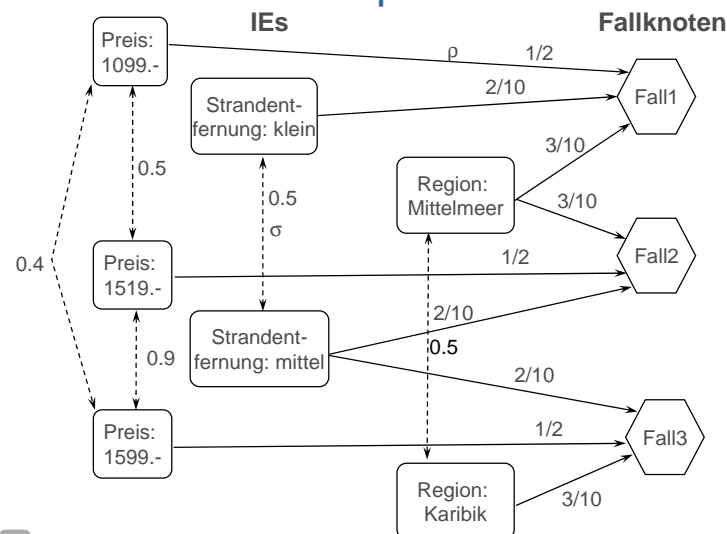 IEs
Fallknoten
Preis:
1099.-
ρ
1/2
Fall1
Strandent-
fernung: klein
2/10
3/10
0.5
0.5
σ
Region:
Mittelmeer
3/10
0.4
Preis:
1519.-
1/2
Fall2
2/10
Strandent-
fernung: mittel
0.5
0.9
2/10
Preis:
1599.-
1/2
Fall3
Region:
Karibik
3/10